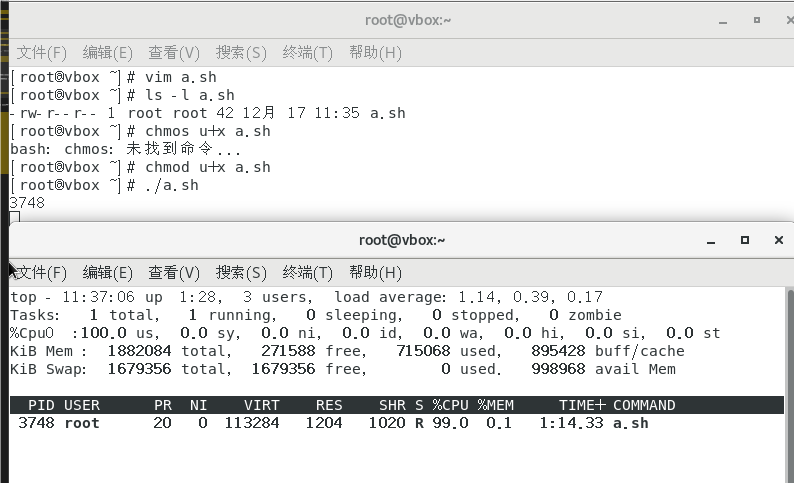 root@vbox:~
文件(F) 编辑(E) 查看(V) 搜索(S) 终端(T) 帮助(H)
[root@vbox ~]# vim a.sh
[root@vbox ~]# ls -l a.sh
-rw-r--r-- 1 root root 42 12月 17 11:35 a.sh
[root@vbox ~]# chmos u+x a.sh
bash: chmos: 未找到命令...
[root@vbox ~]# chmod u+x a.sh
[root@vbox ~]# ./a.sh
3748
root@vbox:~
文件(F) 编辑(E) 查看(V) 搜索(S) 终端(T) 帮助(H)
top - 11:37:06 up 1:28, 3 users, load average: 1.14, 0.39, 0.17
Tasks: 1 total, 1 running, 0 sleeping, 0 stopped, 0 zombie
%Cpu0 :100.0 us, 0.0 sy, 0.0 ni, 0.0 id, 0.0 wa, 0.0 hi, 0.0 si, 0.0 st
KiB Mem : 1882084 total, 271588 free, 715068 used, 895428 buff/cache
KiB Swap: 1679356 total, 1679356 free, 0 used. 998968 avail Mem
PID USER PR NI VIRT RES SHR S %CPU %MEM TIME+ COMMAND
3748 root 20 0 113284 1204 1020 R 99.0 0.1 1:14.33 a.sh